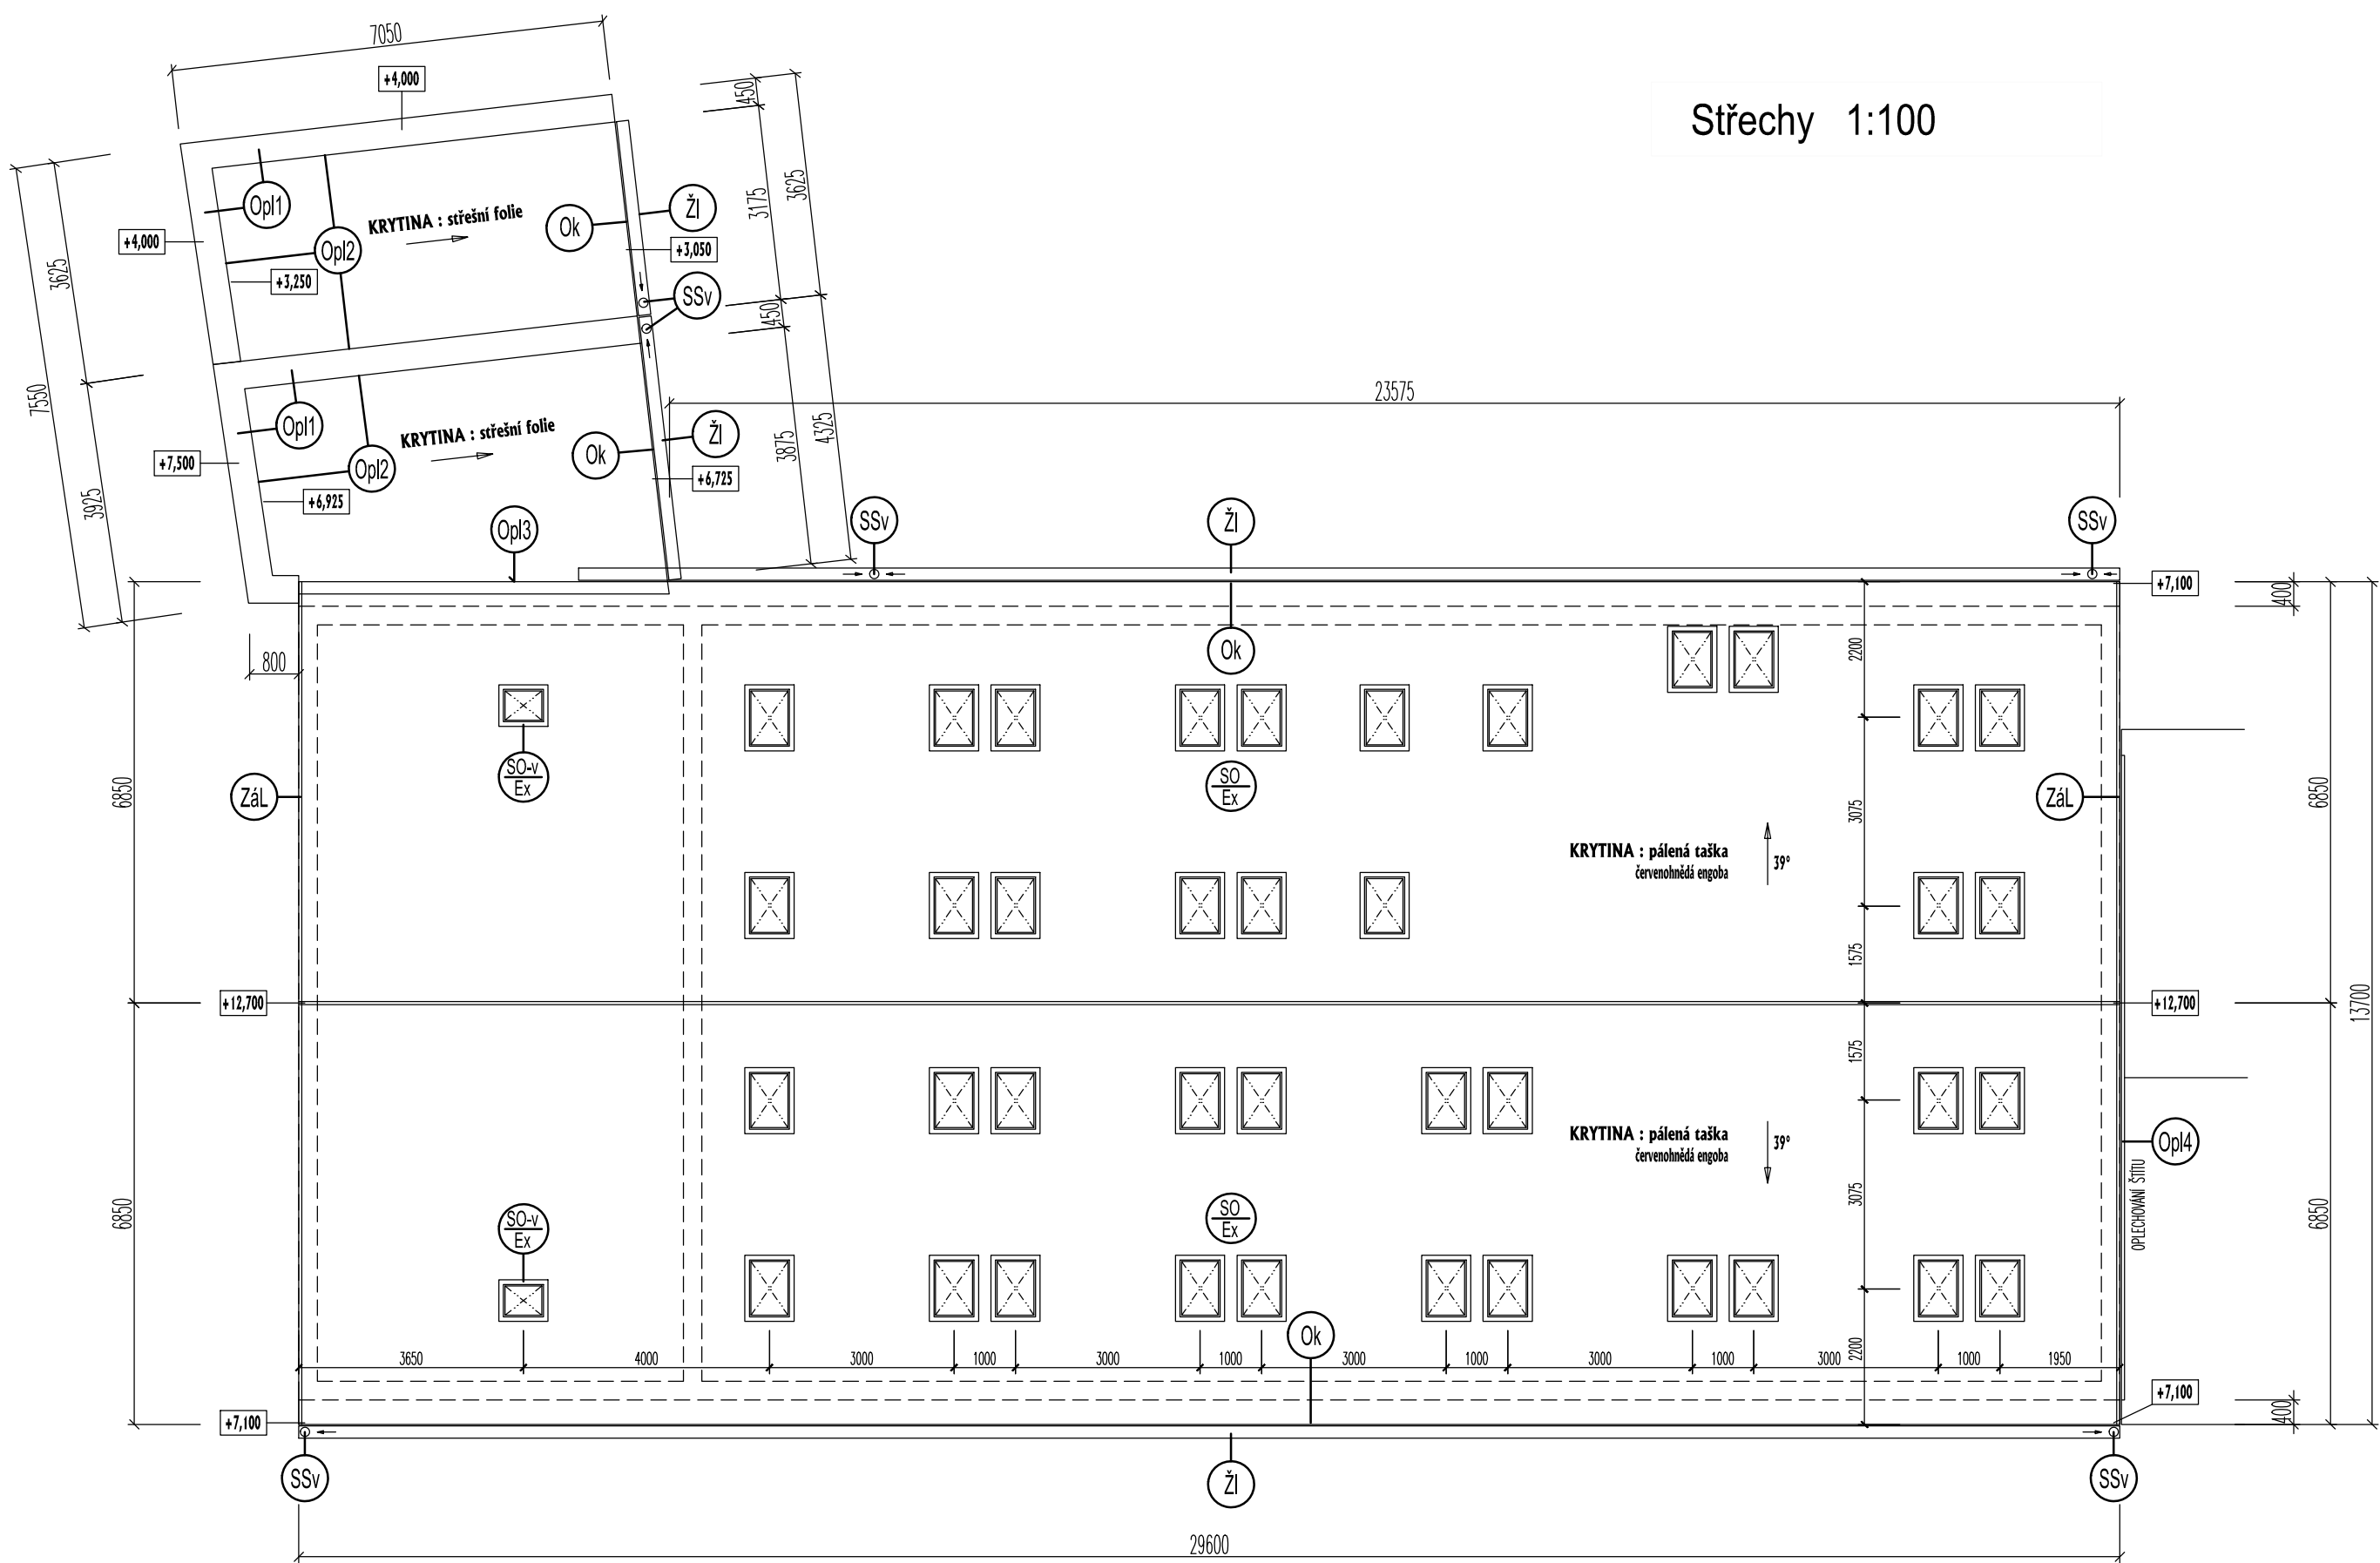 Střechy 1:100
7050
+4,000
450
3175
3625
Opl1
KRYTINA : střešní folie
Ok
Žl
+4,000
Opl2
+3,050
+3,250
3625
SSv
450
7550
3925
23575
Opl1
KRYTINA : střešní folie
Ok
Žl
3875
4325
+7,500
Opl2
+6,725
+6,925
Opl3
SSv
Žl
SSv
+7,100
400
800
Ok
2200
SO-v
Ex
SO
Ex
6850
ZáL
ZáL
6850
3075
KRYTINA : pálená taška
červenohnědá engoba
39°
1575
+12,700
+12,700
13700
1575
KRYTINA : pálená taška
červenohnědá engoba
39°
Opl4
OPLECHOVÁNÍ ŠTÍTU
3075
6850
6850
SO-v
Ex
SO
Ex
Ok
2200
3650
4000
3000
1000
3000
1000
3000
1000
3000
1000
3000
1000
1950
+7,100
+7,100
400
SSv
Žl
SSv
29600